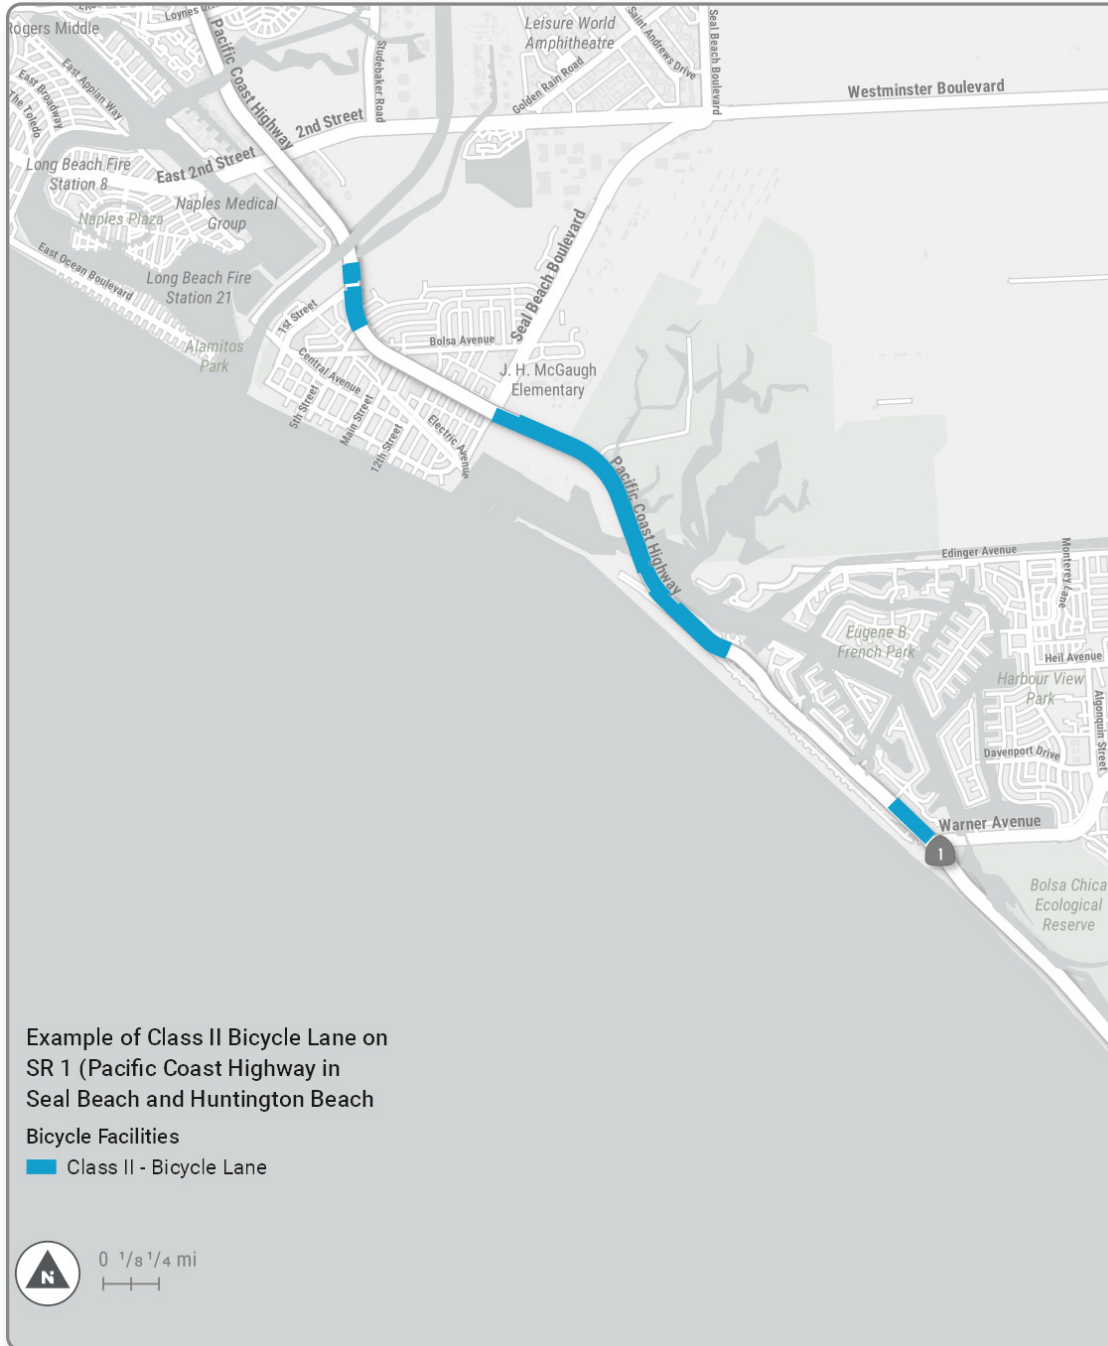 Rogers Middle
Loynes
Pacific Coast Highway
Studebaker Road
Leisure World
Amphitheatre
Saint Andrews Drive
Seal Beach Boulevard
Golden Rain Road
Westminster Boulevard
East Appian Way
East Broadway
The Toledo
2nd Street
East 2nd Street
Long Beach Fire
Station 8
Naples Plaza
Naples Medical
Group
East Ocean Boulevard
Long Beach Fire
Station 21
Seal Beach Boulevard
1st Street
Bolsa Avenue
Alamitos
Park
Central Avenue
J. H. McGaugh
Elementary
5th Street
Main Street
12th Street
Electric Avenue
Pacific Coast Highway
Edinger Avenue
Monterey Lane
Eugene B
French Park
Heil Avenue
Harbour View
Park
Algonquin Street
Davenport Drive
Warner Avenue
1
Bolsa Chica
Ecological
Reserve
Example of Class II Bicycle Lane on
SR 1 (Pacific Coast Highway in
Seal Beach and Huntington Beach
Bicycle Facilities
Class II - Bicycle Lane
N
0 1/8 1/4 mi